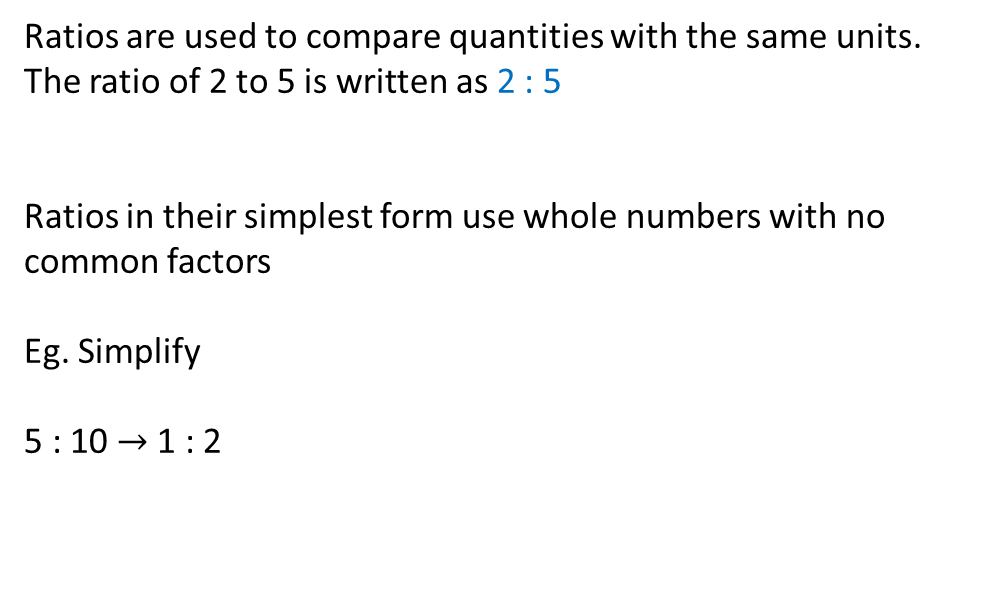 Ratios are used to compare quantities with the same units.
The ratio of 2 to 5 is written as 2 : 5
Ratios in their simplest form use whole numbers with no
common factors
Eg. Simplify
5 : 10 → 1 : 2